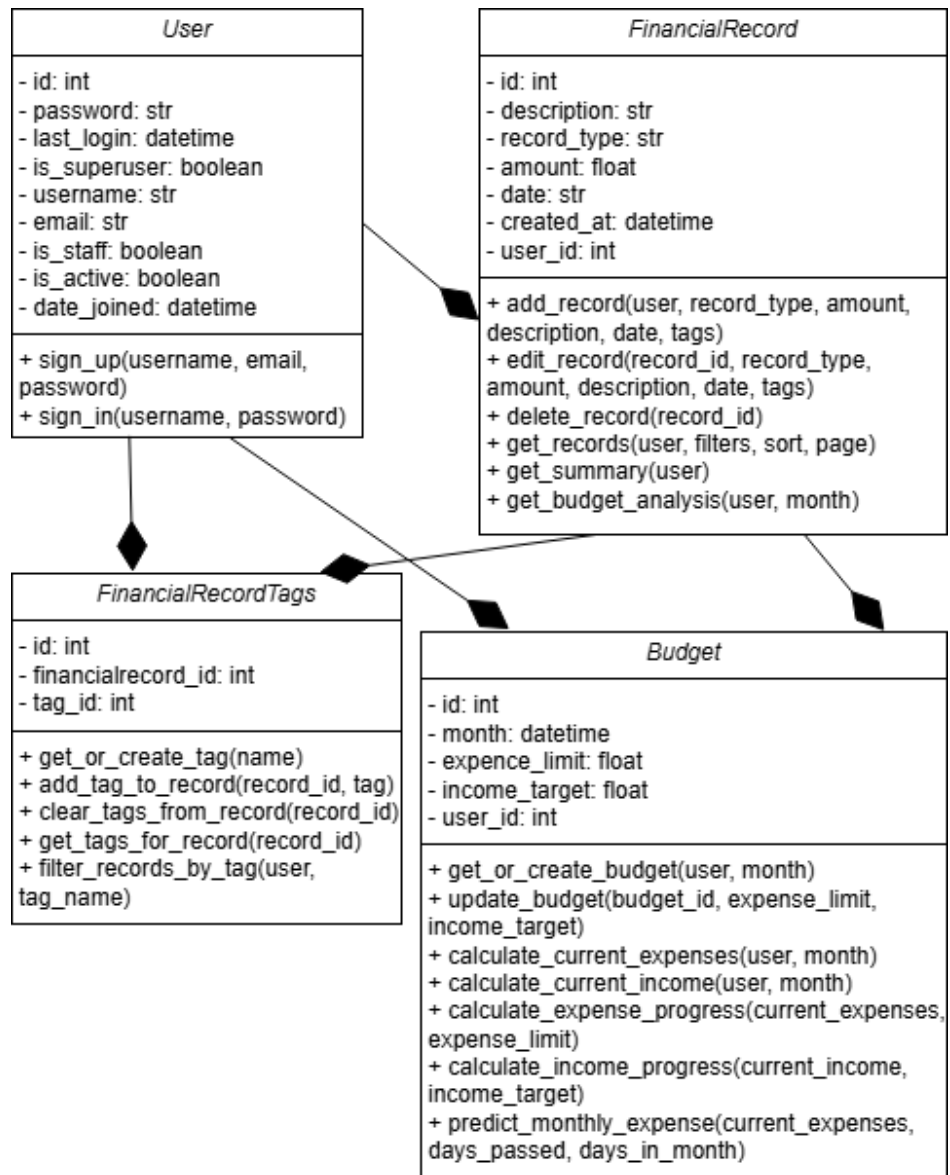 User
- id: int
- password: str
- last_login: datetime
- is_superuser: boolean
- username: str
- email: str
- is_staff: boolean
- is_active: boolean
- date_joined: datetime
+ sign_up(username, email,
password)
+ sign_in(username, password)
FinancialRecord
- id: int
- description: str
- record_type: str
- amount: float
- date: str
- created_at: datetime
- user_id: int
+ add_record(user, record_type, amount,
description, date, tags)
+ edit_record(record_id, record_type,
amount, description, date, tags)
+ delete_record(record_id)
+ get_records(user, filters, sort, page)
+ get_summary(user)
+ get_budget_analysis(user, month)
FinancialRecordTags
- id: int
- financialrecord_id: int
- tag_id: int
+ get_or_create_tag(name)
+ add_tag_to_record(record_id, tag)
+ clear_tags_from_record(record_id)
+ get_tags_for_record(record_id)
+ filter_records_by_tag(user,
tag_name)
Budget
- id: int
- month: datetime
- expence_limit: float
- income_target: float
- user_id: int
+ get_or_create_budget(user, month)
+ update_budget(budget_id, expense_limit,
income_target)
+ calculate_current_expenses(user, month)
+ calculate_current_income(user, month)
+ calculate_expense_progress(current_expenses,
expense_limit)
+ calculate_income_progress(current_income,
income_target)
+ predict_monthly_expense(current_expenses,
days_passed, days_in_month)